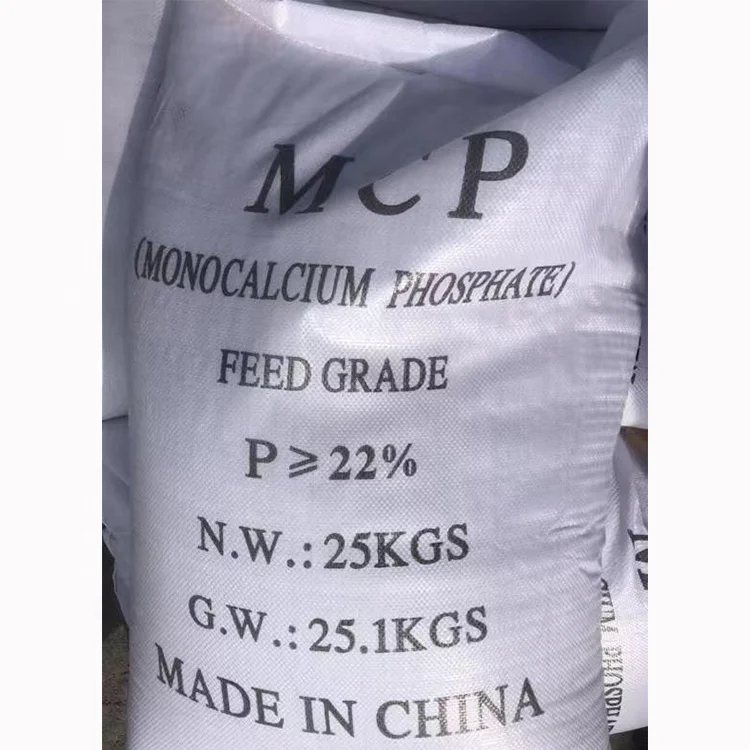 MCP
(MONOCALCIUM PHOSPHATE)
FEED GRADE
P≥22%
N.W.:25KGS
G.W.:25.1KGS
MADE IN CHINA